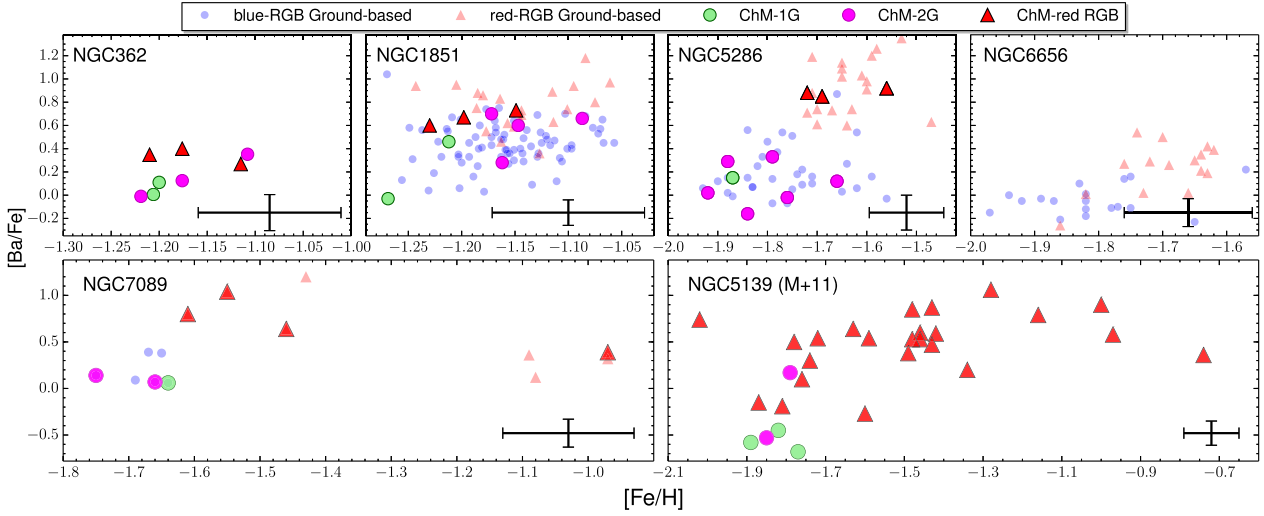 blue-RGB Ground-based red-RGB Ground-based ChM-1G ChM-2G ChM-red RGB
NGC362 NGC1851 NGC5286 NGC6656
1.2
1.0
0.8
0.6
0.4
0.2
0.0
−0.2
−1.30 −1.25 −1.20 −1.15 −1.10 −1.05 −1.00 −1.25 −1.20 −1.15 −1.10 −1.05 −2.0 −1.9 −1.8 −1.7 −1.6 −1.5 −2.0 −1.9 −1.8 −1.7 −1.6
[Ba/Fe]
NGC7089 NGC5139 (M+11)
1.0
0.5
0.0
−0.5
−1.8 −1.7 −1.6 −1.5 −1.4 −1.3 −1.2 −1.1 −1.0 −2.1 −1.9 −1.7 −1.5 −1.3 −1.1 −0.9 −0.7
[Fe/H]